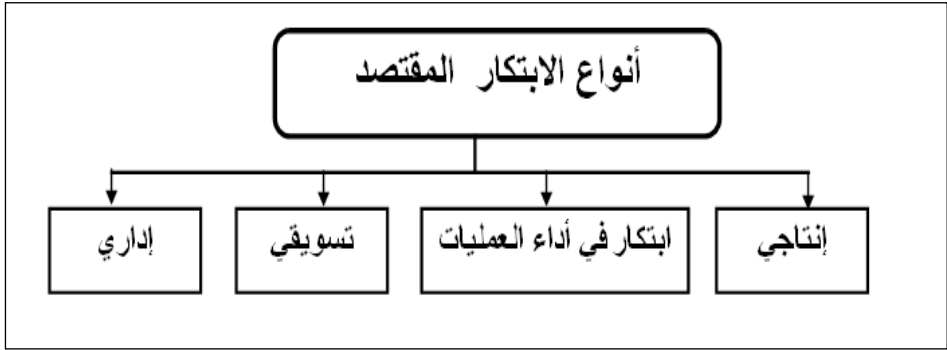 أنواع الابتكار المقتصد
إنتاجي
ابتكار في أداء العمليات
تسويقي
إداري